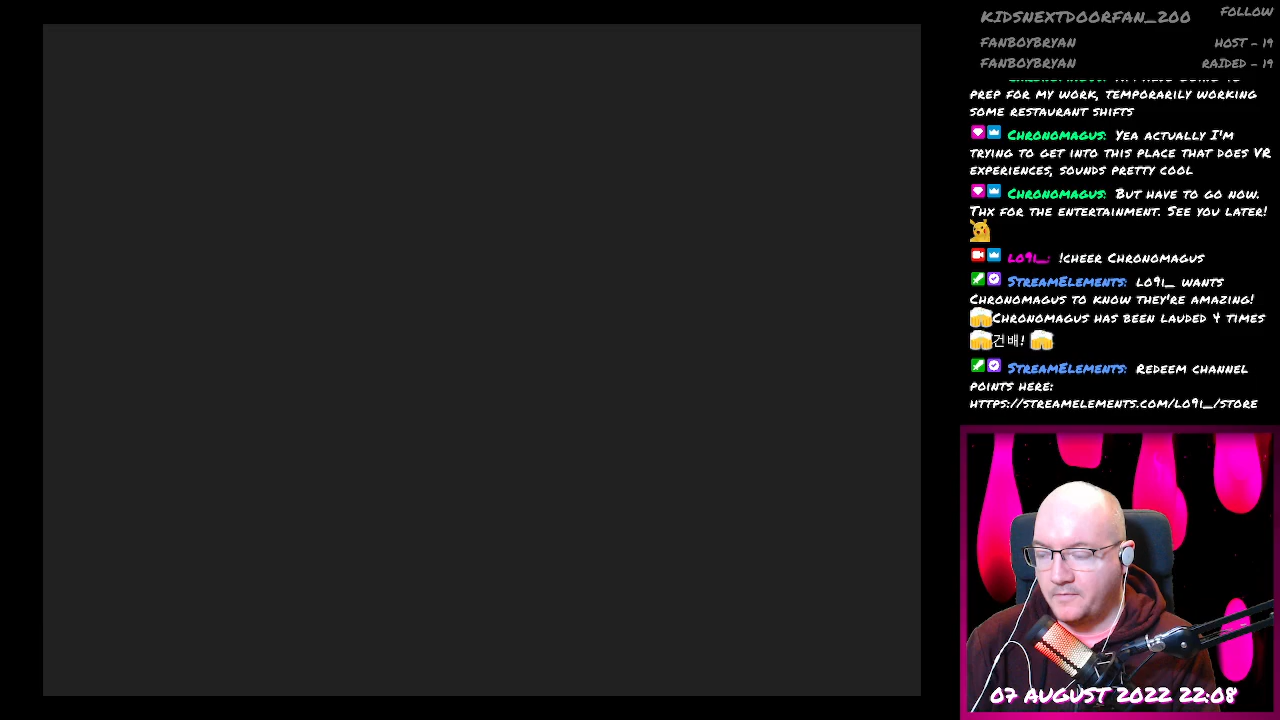 KIDSNEXTDOORFAN_200 FOLLOW
FANBOYBRYAN HOST - 19
FANBOYBRYAN RAIDED - 19
PREP FOR MY WORK, TEMPORARILY WORKING
SOME RESTAURANT SHIFTS
CHRONOMAGUS: YEA ACTUALLY I'M
TRYING TO GET INTO THIS PLACE THAT DOES VR
EXPERIENCES, SOUNDS PRETTY COOL
CHRONOMAGUS: BUT HAVE TO GO NOW.
THX FOR THE ENTERTAINMENT. SEE YOU LATER!
LO9I_: !CHEER CHRONOMAGUS
STREAMELEMENTS: LO9I_ WANTS
CHRONOMAGUS TO KNOW THEY'RE AMAZING!
CHRONOMAGUS HAS BEEN LAUDED 4 TIMES
건배!
STREAMELEMENTS: REDEEM CHANNEL
POINTS HERE:
HTTPS://STREAMELEMENTS.COM/LO9I_/STORE
07 AUGUST 2022 22:08